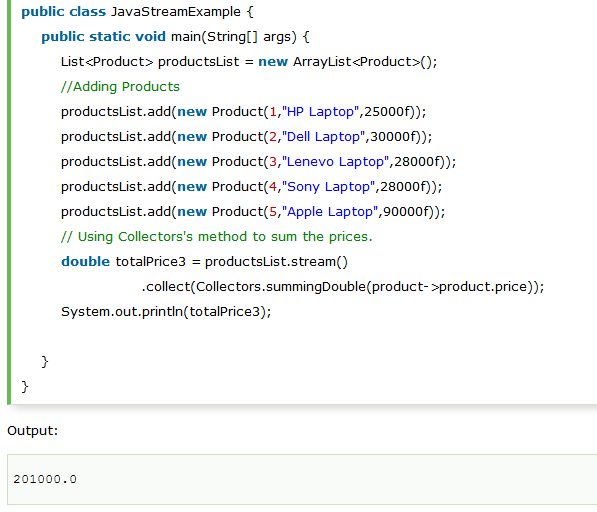 public class JavaStreamExample {
public static void main(String[] args) {
List<Product> productsList = new ArrayList<Product>();
//Adding Products
productsList.add(new Product(1,"HP Laptop",25000f));
productsList.add(new Product(2,"Dell Laptop",30000f));
productsList.add(new Product(3,"Lenevo Laptop",28000f));
productsList.add(new Product(4,"Sony Laptop",28000f));
productsList.add(new Product(5,"Apple Laptop",90000f));
// Using Collectors's method to sum the prices.
double totalPrice3 = productsList.stream()
.collect(Collectors.summingDouble(product->product.price));
System.out.println(totalPrice3);
}
}
Output:
201000.0